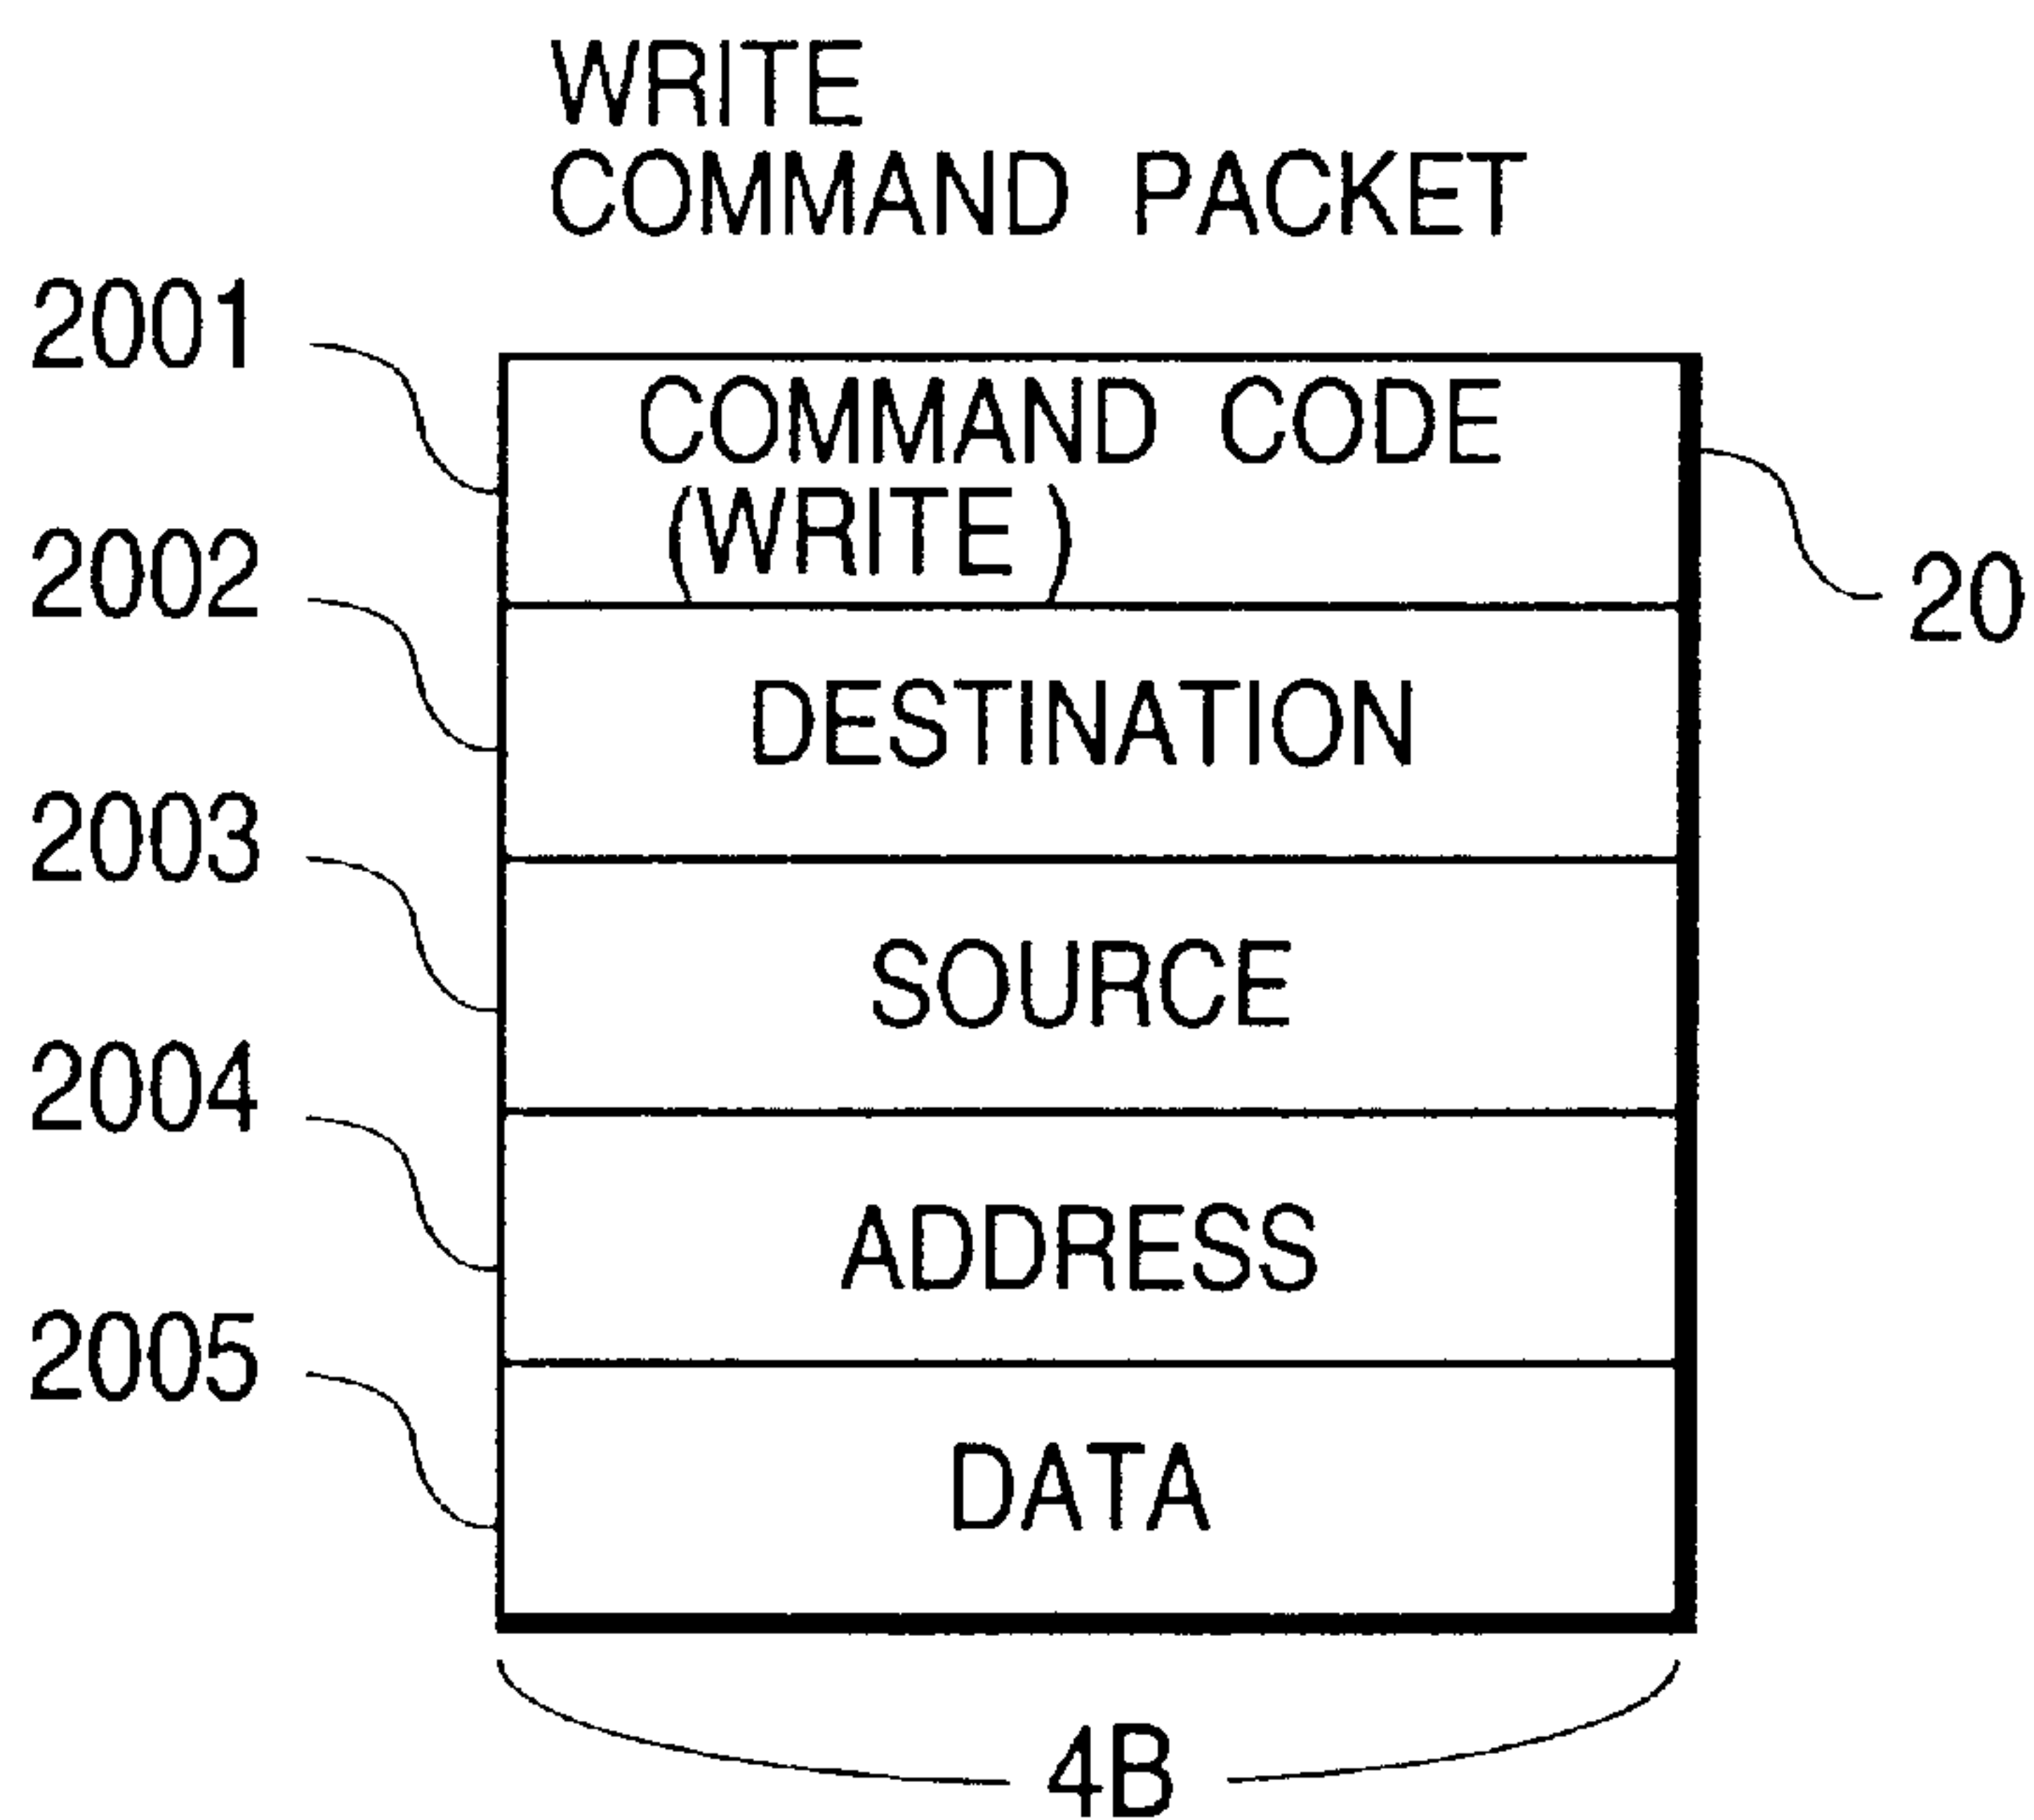 WRITE
COMMAND PACKET
2001
COMMAND CODE
(WRITE)
20
2002
DESTINATION
2003
SOURCE
2004
ADDRESS
2005
DATA
4B